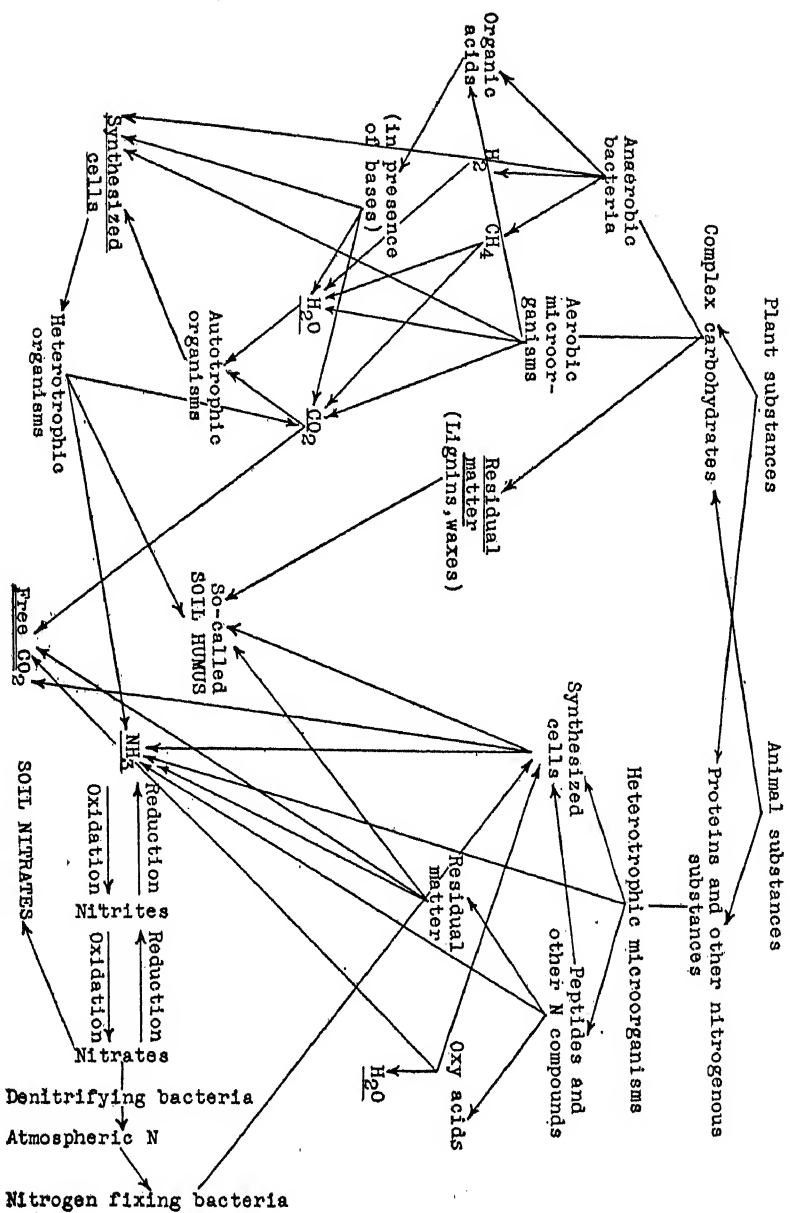 Plant substances
Animal substances
Complex carbohydrates
Proteins and other nitrogenous
substances
Anaerobic
bacteria
Aerobic
microor-
ganisms
Residual
matter
(Lignins,waxes)
Heterotrophic microorganisms
Organic
acids
H2
CH4
Synthesized
cells
Peptides and
other N compounds
(in presence
of bases)
H2O
CO2
Residual
matter
Oxy acids
H2O
Synthesized
cells
Autotrophic
organisms
Heterotrophic
organisms
So-called
SOIL HUMUS
Free CO2
NH3
Reduction
Oxidation
Nitrites
Reduction
Oxidation
Nitrates
SOIL NITRATES
Denitrifying bacteria
Atmospheric N
Nitrogen fixing bacteria